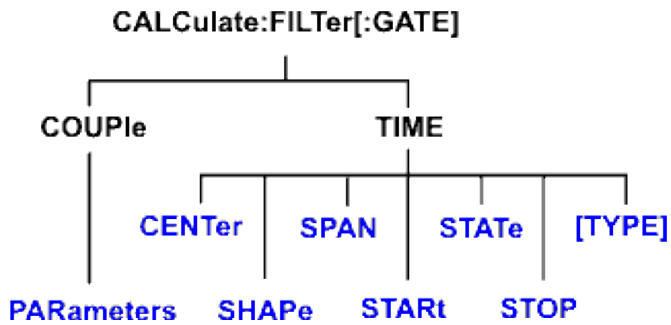 CALCulate:FILTer[:GATE]
COUPle TIME
CENTer SPAN STATe [TYPE]
PARameters SHAPe STARt STOP